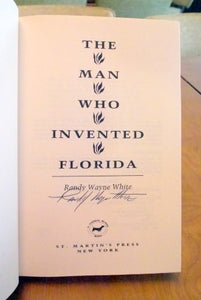 THE
MAN
WHO
INVENTED
FLORIDA
Randy Wayne White
ST. MARTIN'S PRESS
NEW YORK